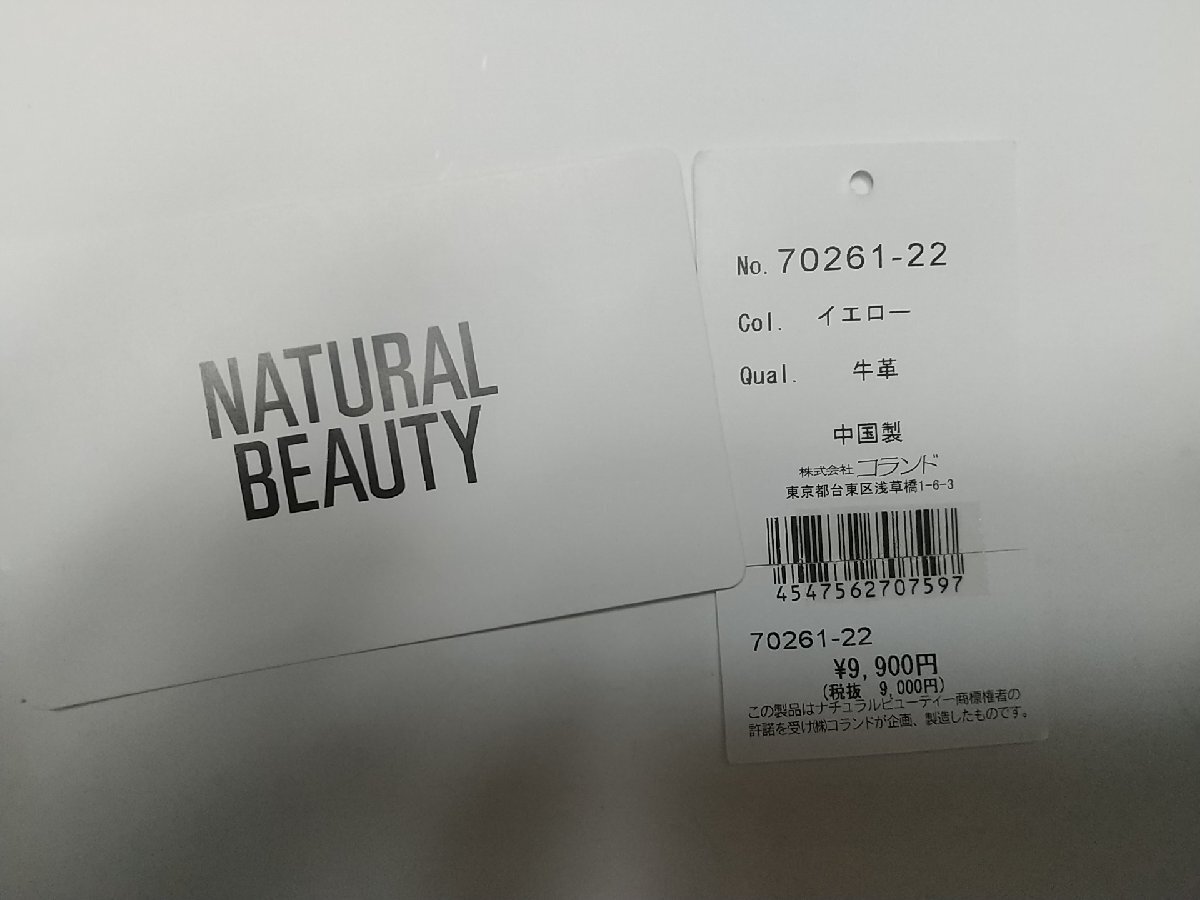 NATURAL
BEAUTY
No. 70261-22
Col. イエロー
Qual. 牛革
中国製
株式会社 コランド
東京都台東区浅草橋1-6-3
4547562707597
70261-22
¥9,900円
(税抜 9,000円)
この製品はナチュラルビューティー商標権者の
許諾を受け㈱コランドが企画、製造したものです。